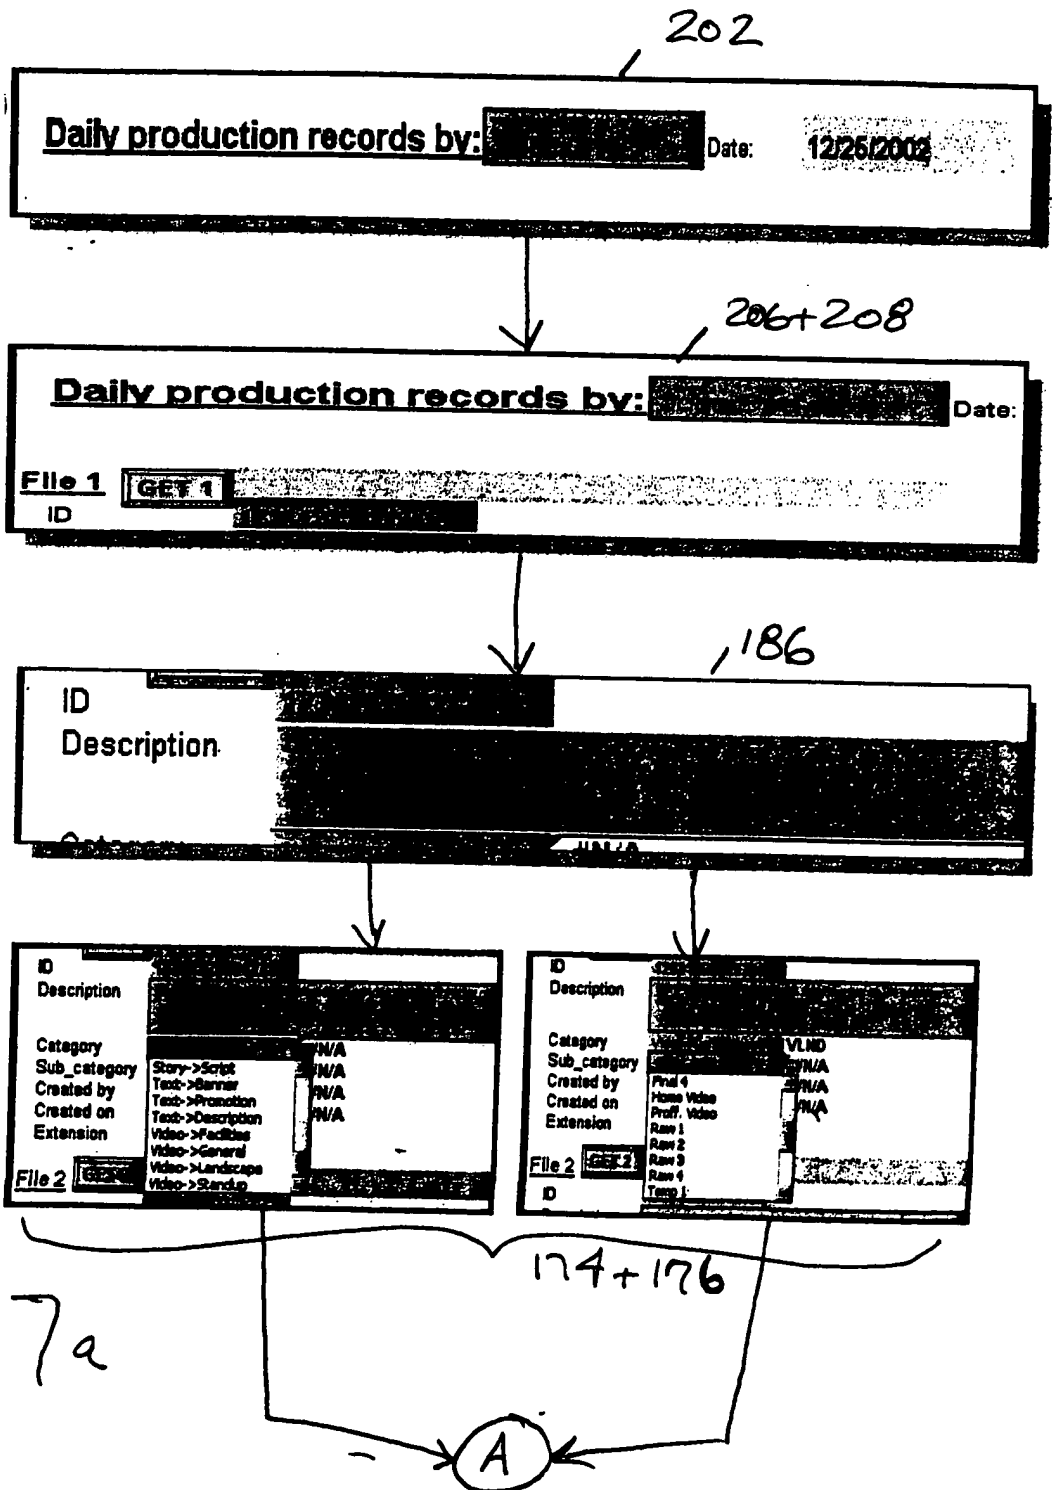 202
Daily production records by: Date: 12/25/2002
206+208
Daily production records by: Date:
File 1 GET 1
ID
186
ID
Description
#N/A
ID
Description
Category #N/A
Sub_category Story->Script #N/A
Created by Text->Banner #N/A
Created on Text->Promotion #N/A
Extension Text->Description
Video->Facilities
Video->General
Video->Landscape
File 2 Video->Standup
ID
Description
Category VLND
Sub_category #N/A
Created by Final 4 #N/A
Created on Home Video #N/A
Extension Proff. Video
Raw 1
Raw 2
File 2 GET 2 Raw 3
Raw 4
ID Temp 1
174+176
7a
A